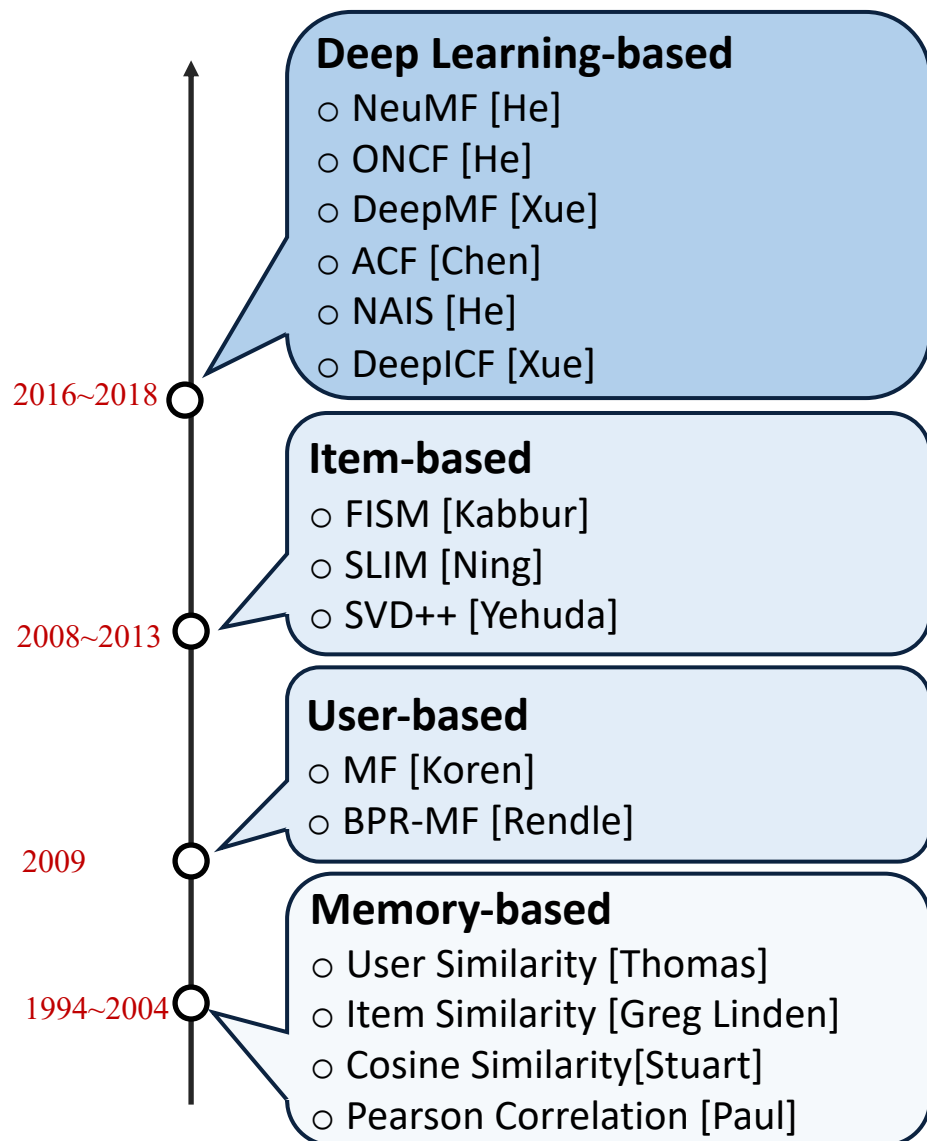 Deep Learning-based
○ NeuMF [He]
○ ONCF [He]
○ DeepMF [Xue]
○ ACF [Chen]
○ NAIS [He]
○ DeepICF [Xue]
2016~2018
Item-based
○ FISM [Kabbur]
○ SLIM [Ning]
○ SVD++ [Yehuda]
2008~2013
User-based
○ MF [Koren]
○ BPR-MF [Rendle]
2009
Memory-based
○ User Similarity [Thomas]
○ Item Similarity [Greg Linden]
○ Cosine Similarity[Stuart]
○ Pearson Correlation [Paul]
1994~2004